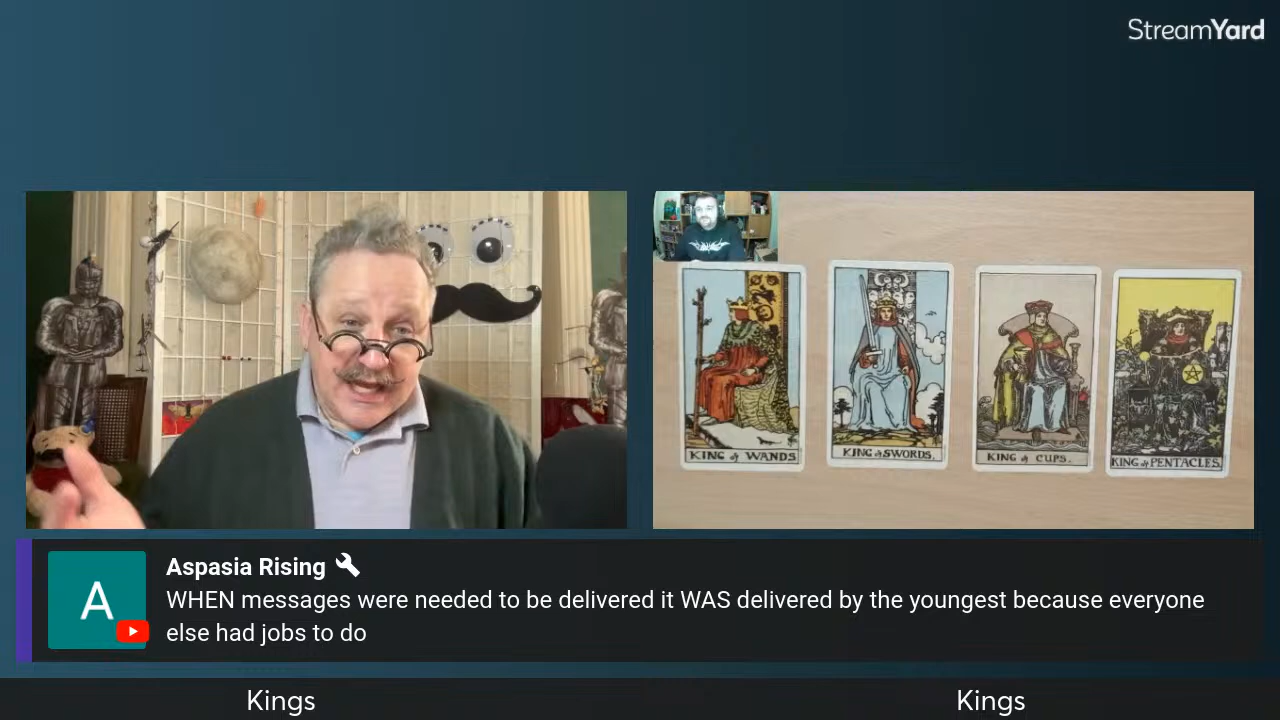 StreamYard
KING of WANDS.
KING of SWORDS.
KING of CUPS.
KING of PENTACLES.
A
Aspasia Rising
WHEN messages were needed to be delivered it WAS delivered by the youngest because everyone
else had jobs to do
Kings
Kings